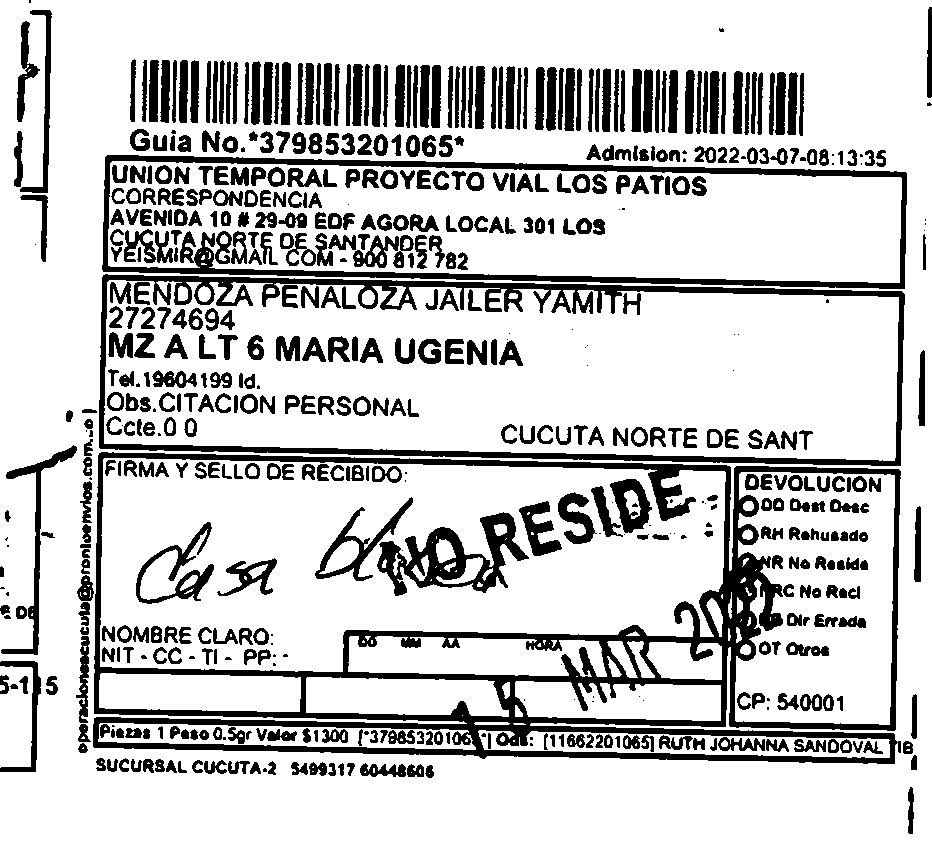 Guia No.*379853201065*
Admision: 2022-03-07-08:13:35
UNION TEMPORAL PROYECTO VIAL LOS PATIOS
CORRESPONDENCIA
AVENIDA 10 # 29-09 EDF AGORA LOCAL 301 LOS
CUCUTA NORTE DE SANTANDER
YEISMIR@GMAIL COM - 900 812 782
MENDOZA PENALOZA JAILER YAMITH
27274694
MZ A LT 6 MARIA UGENIA
Tel.19604199 Id.
Obs.CITACION PERSONAL
Ccte.0 0
CUCUTA NORTE DE SANT
FIRMA Y SELLO DE RECIBIDO:
Casa
NO RESIDE
15 MAR
DEVOLUCION
DD Dest Desc
RH Rehusado
NR No Reside
NRC No Recl
Dir Errada
OT Otros
CP: 540001
NOMBRE CLARO:
NIT - CC - TI - PP: -
DD MM AA HORA
Piezas 1 Peso 0.5gr Valor $1300 [*379853201065*] Ods: [11662201065] RUTH JOHANNA SANDOVAL TIB
SUCURSAL CUCUTA-2 5499317 60448606